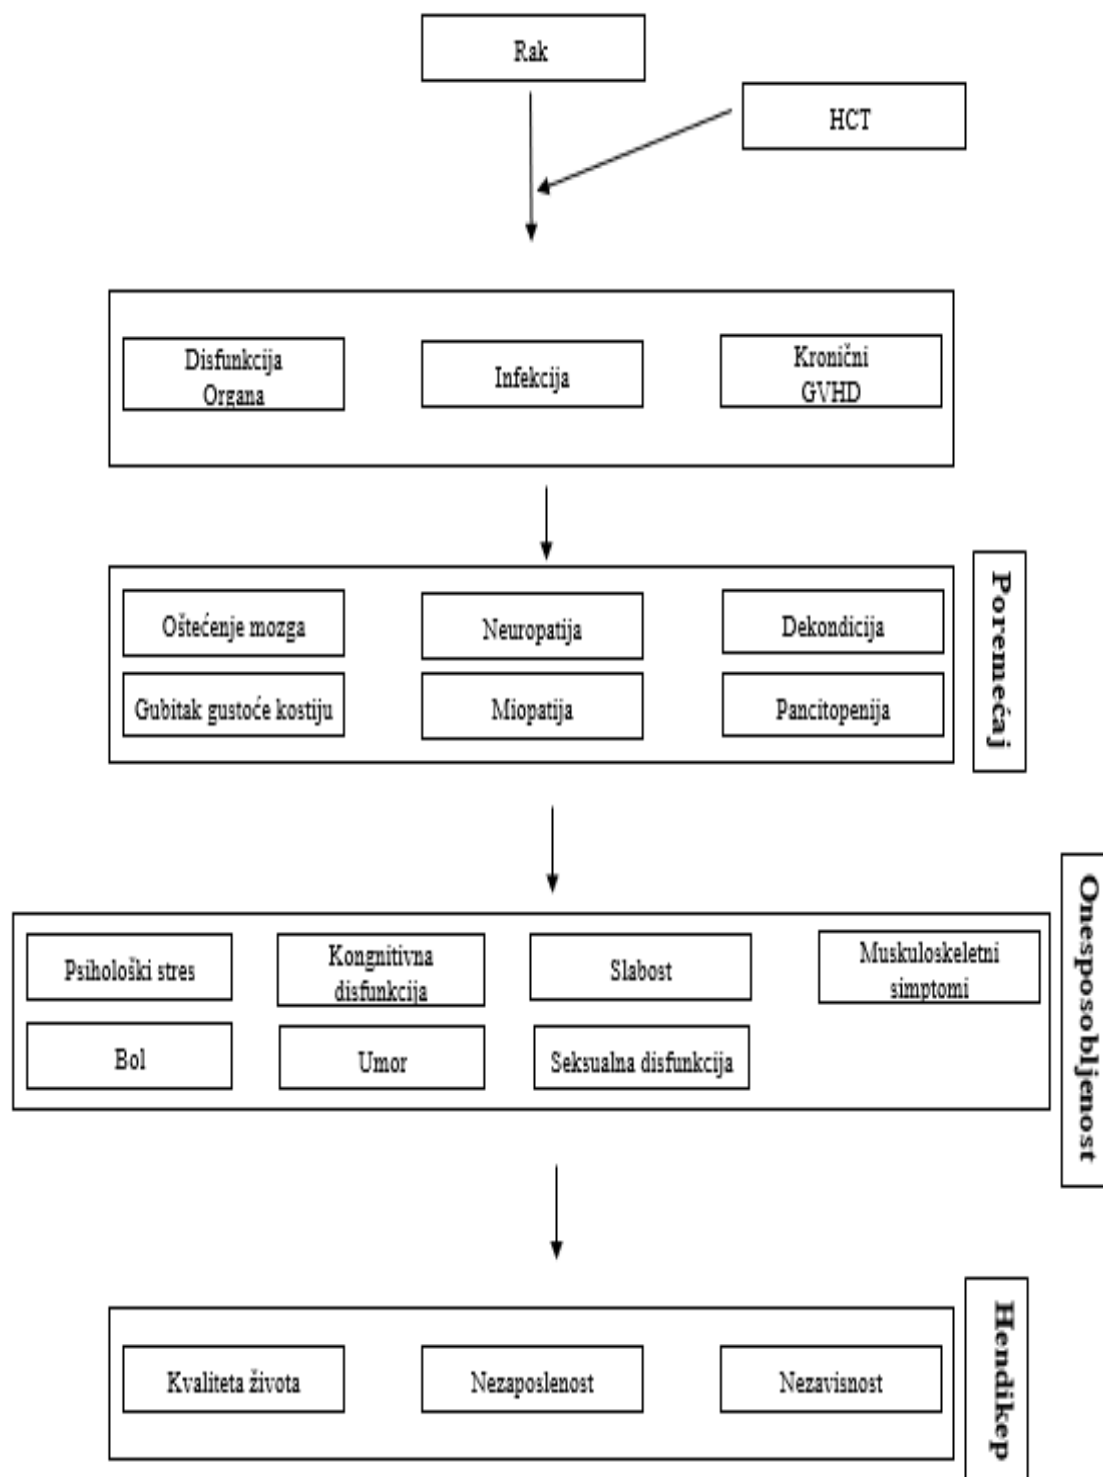 Rak
HCT
Disfunkcija
Organa
Infekcija
Kronični
GVHD
Oštećenje mozga
Neuropatija
Dekondicija
Gubitak gustoće kostiju
Miopatija
Pancitopenija
Poremećaj
Psihološki stres
Kongnitivna
disfunkcija
Slabost
Muskuloskeletni
simptomi
Bol
Umor
Seksualna disfunkcija
Onesposobljenost
Kvaliteta života
Nezaposlenost
Nezavisnost
Hendikep